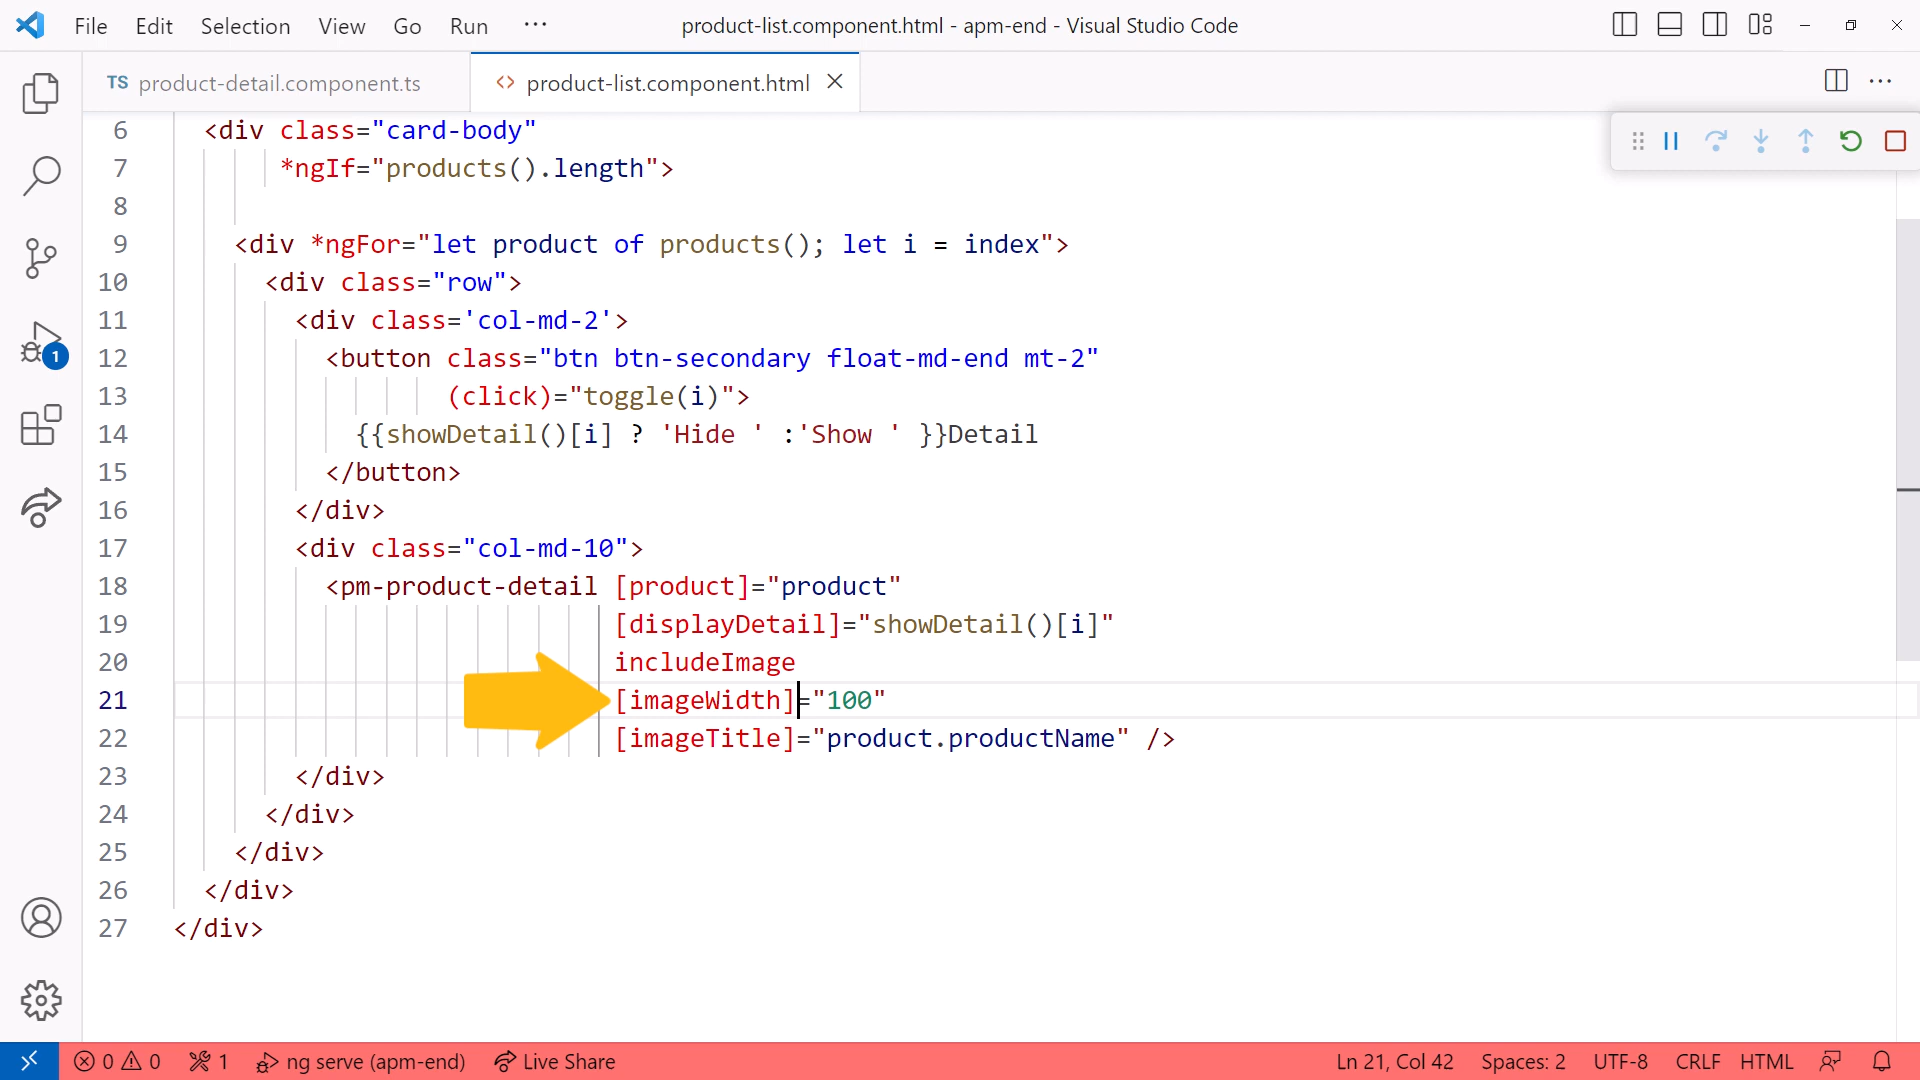 File Edit Selection View Go Run ··· product-list.component.html - apm-end - Visual Studio Code
TS product-detail.component.ts <> product-list.component.html
6 <div class="card-body"
7 *ngIf="products().length">
8
9 <div *ngFor="let product of products(); let i = index">
10 <div class="row">
11 <div class='col-md-2'>
12 <button class="btn btn-secondary float-md-end mt-2"
13 (click)="toggle(i)">
14 {{showDetail()[i] ? 'Hide ' :'Show ' }}Detail
15 </button>
16 </div>
17 <div class="col-md-10">
18 <pm-product-detail [product]="product"
19 [displayDetail]="showDetail()[i]"
20 includeImage
21 [imageWidth]="100"
22 [imageTitle]="product.productName" />
23 </div>
24 </div>
25 </div>
26 </div>
27 </div>
1
0 0 1 ng serve (apm-end) Live Share Ln 21, Col 42 Spaces: 2 UTF-8 CRLF HTML